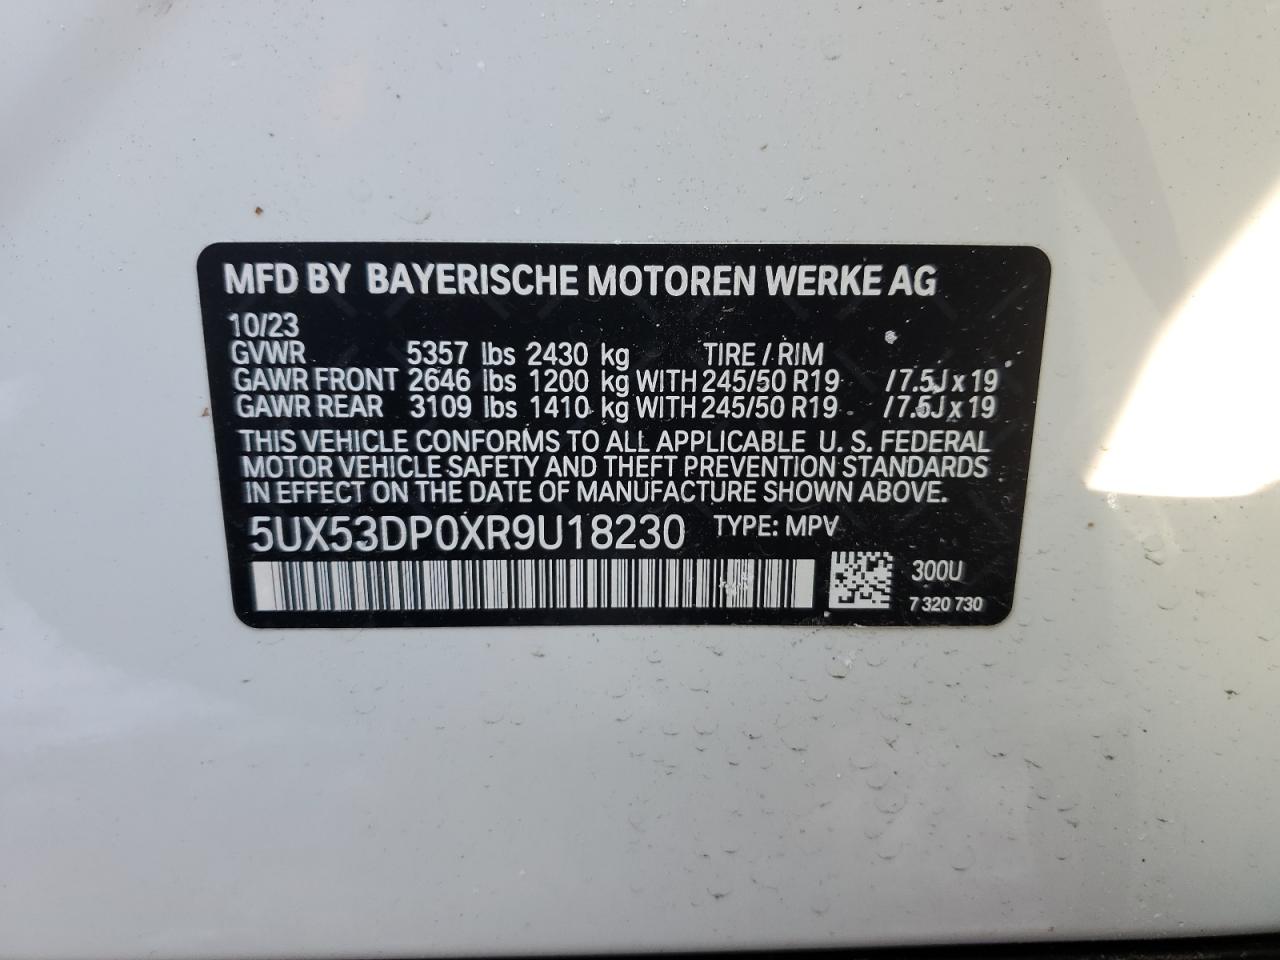 MFD BY BAYERISCHE MOTOREN WERKE AG
10/23
GVWR 5357 lbs 2430 kg TIRE / RIM
GAWR FRONT 2646 lbs 1200 kg WITH 245/50 R19 /7.5J x 19
GAWR REAR 3109 lbs 1410 kg WITH 245/50 R19 /7.5J x 19
THIS VEHICLE CONFORMS TO ALL APPLICABLE U. S. FEDERAL
MOTOR VEHICLE SAFETY AND THEFT PREVENTION STANDARDS
IN EFFECT ON THE DATE OF MANUFACTURE SHOWN ABOVE.
5UX53DP0XR9U18230 TYPE: MPV
300U
7 320 730